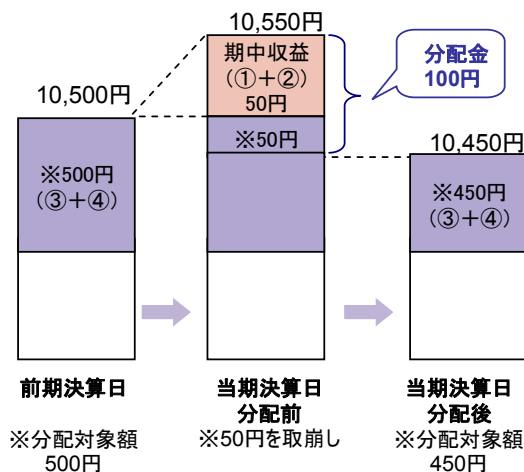 10,550円
期中収益
(①+②)
50円
分配金
100円
10,500円
※50円
10,450円
※500円
(③+④)
※450円
(③+④)
前期決算日
※分配対象額
500円
当期決算日
分配前
※50円を取崩し
当期決算日
分配後
※分配対象額
450円